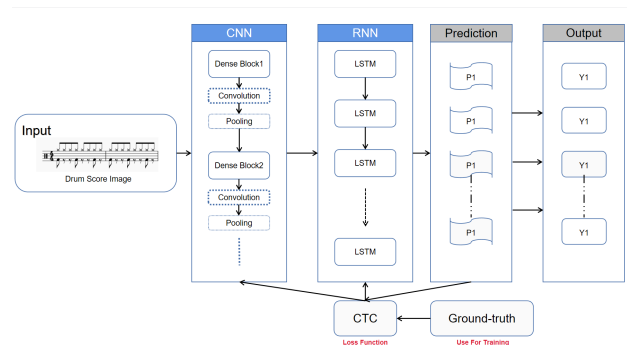 CNN
RNN
Prediction
Output
Dense Block1
Convolution
Pooling
Dense Block2
Convolution
Pooling
LSTM
LSTM
LSTM
LSTM
P1
P1
P1
P1
Y1
Y1
Y1
Y1
Input
Drum Score Image
CTC
Ground-truth
Loss Function
Use For Training